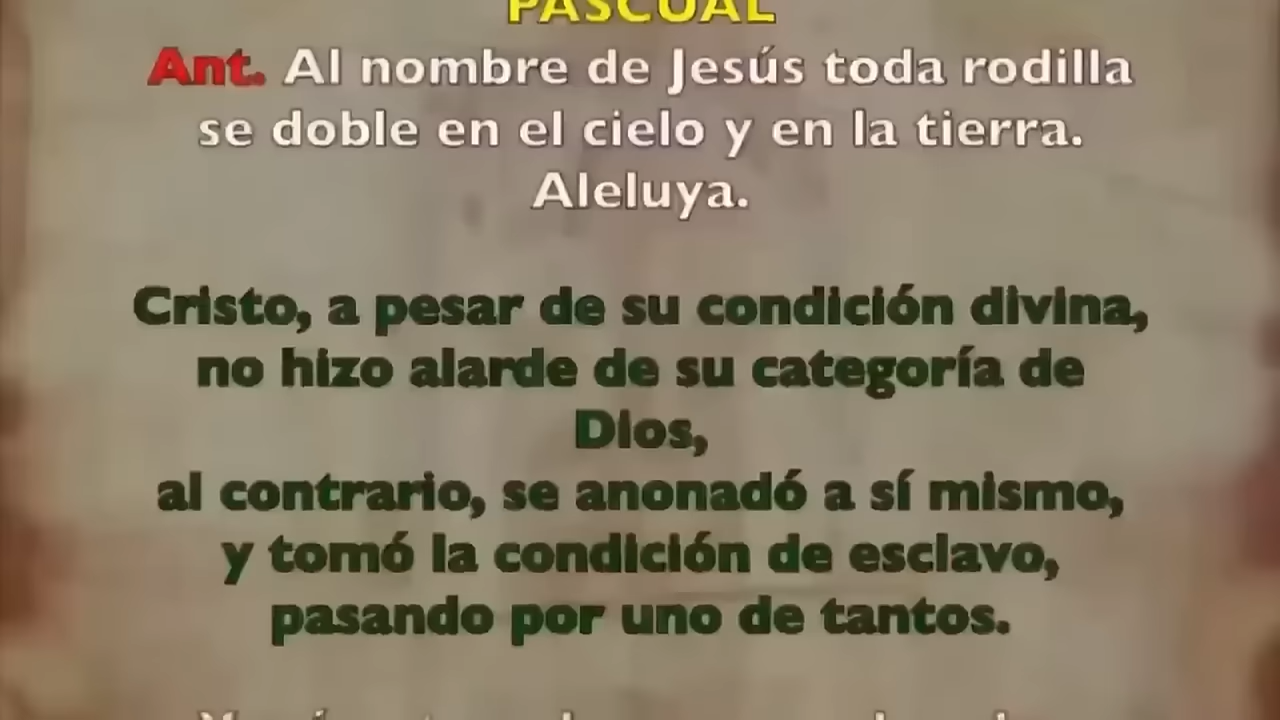 PASCUAL
Ant. Al nombre de Jesús toda rodilla
se doble en el cielo y en la tierra.
Aleluya.
Cristo, a pesar de su condición divina,
no hizo alarde de su categoría de
Dios,
al contrario, se anonadó a sí mismo,
y tomó la condición de esclavo,
pasando por uno de tantos.